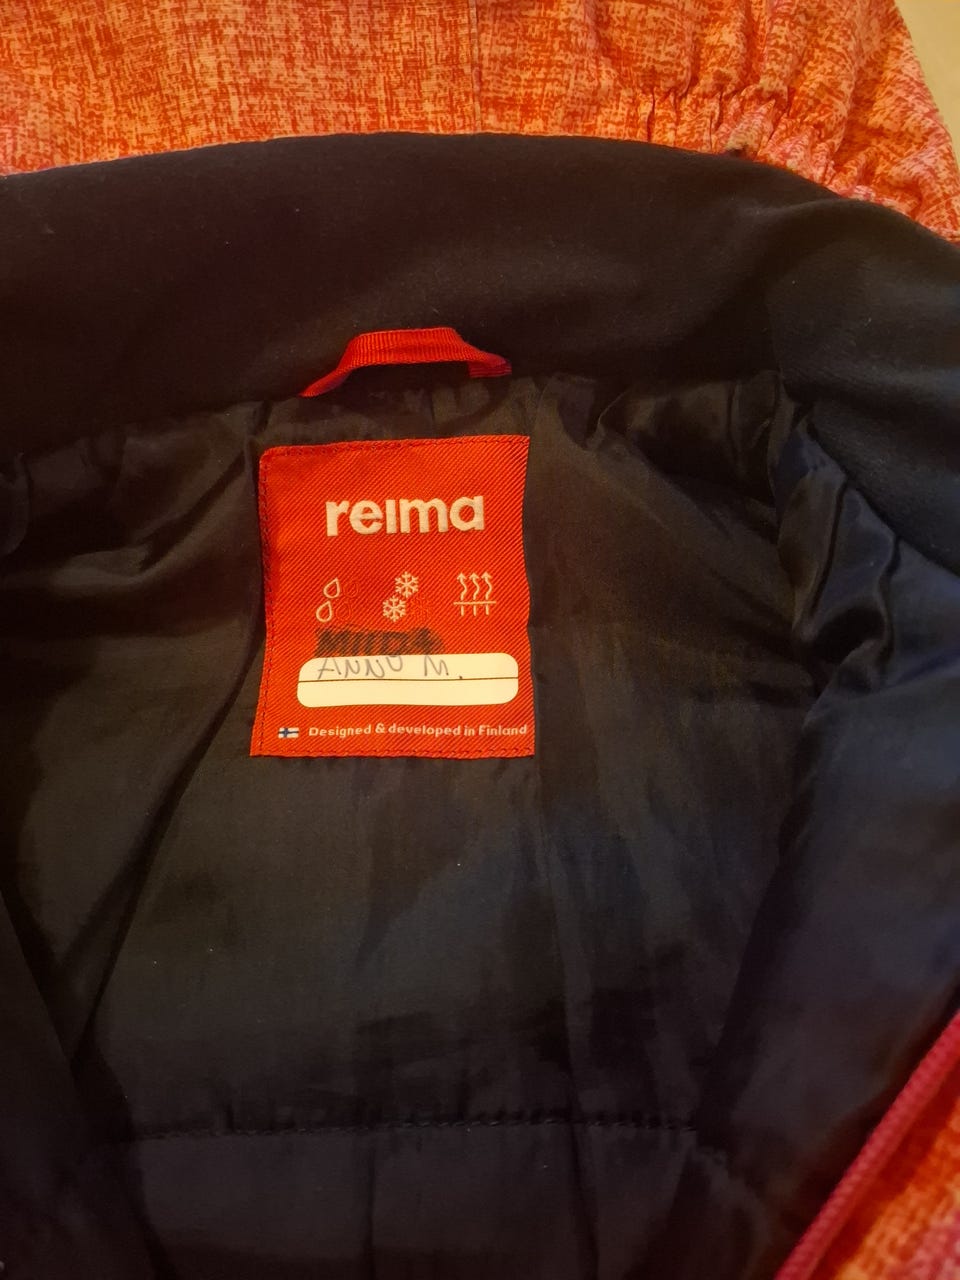 reima
ANNU M.
Designed & developed in Finland